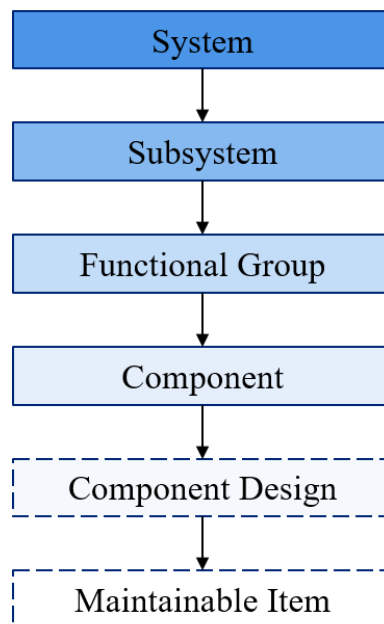 System
Subsystem
Functional Group
Component
Component Design
Maintainable Item